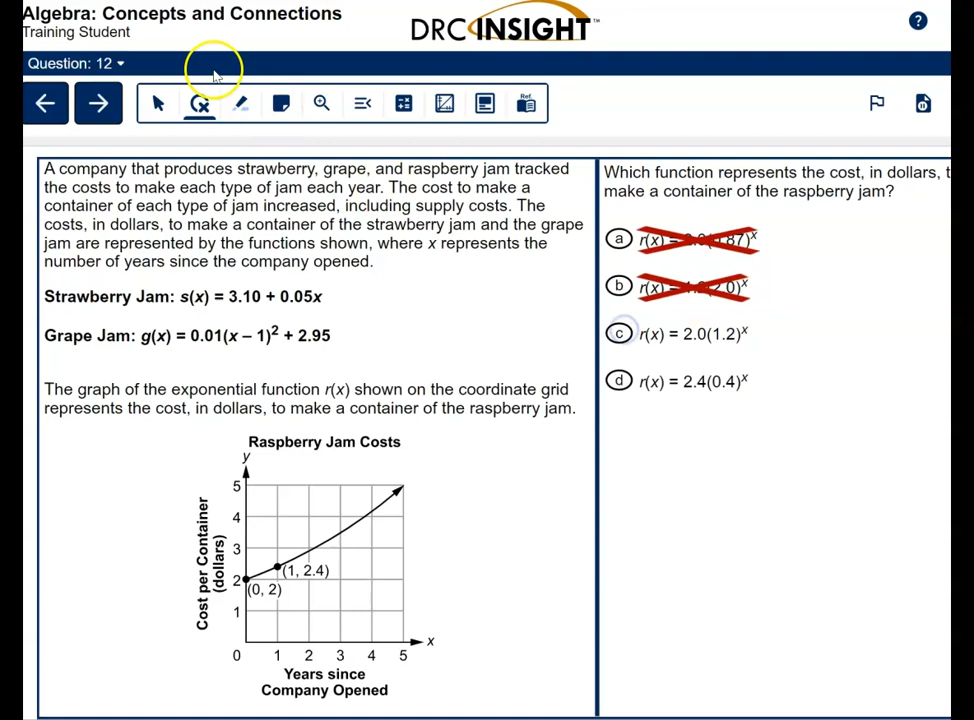 Algebra: Concepts and Connections
Training Student
DRC INSIGHT™
?
Question: 12
Ref.
A company that produces strawberry, grape, and raspberry jam tracked
the costs to make each type of jam each year. The cost to make a
container of each type of jam increased, including supply costs. The
costs, in dollars, to make a container of the strawberry jam and the grape
jam are represented by the functions shown, where x represents the
number of years since the company opened.
Strawberry Jam: s(x) = 3.10 + 0.05x
Grape Jam: g(x) = 0.01(x – 1)² + 2.95
The graph of the exponential function r(x) shown on the coordinate grid
represents the cost, in dollars, to make a container of the raspberry jam.
Raspberry Jam Costs
y
5
4
3
2
1
0
1 2 3 4 5
x
(1, 2.4)
(0, 2)
Cost per Container
(dollars)
Years since
Company Opened
Which function represents the cost, in dollars, t
make a container of the raspberry jam?
a r(x) =
b r(x) =
c r(x) = 2.0(1.2)ˣ
d r(x) = 2.4(0.4)ˣ